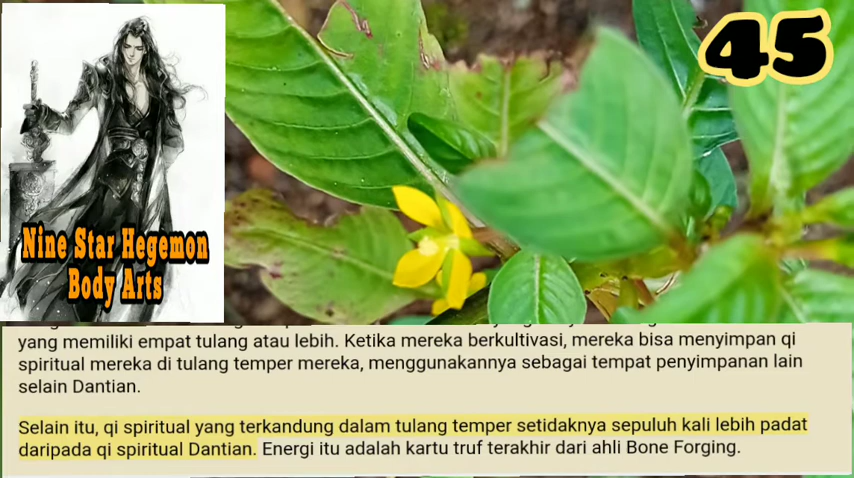 45
Nine Star Hegemon
Body Arts
yang memiliki empat tulang atau lebih. Ketika mereka berkultivasi, mereka bisa menyimpan qi
spiritual mereka di tulang temper mereka, menggunakannya sebagai tempat penyimpanan lain
selain Dantian.
Selain itu, qi spiritual yang terkandung dalam tulang temper setidaknya sepuluh kali lebih padat
daripada qi spiritual Dantian. Energi itu adalah kartu truf terakhir dari ahli Bone Forging.